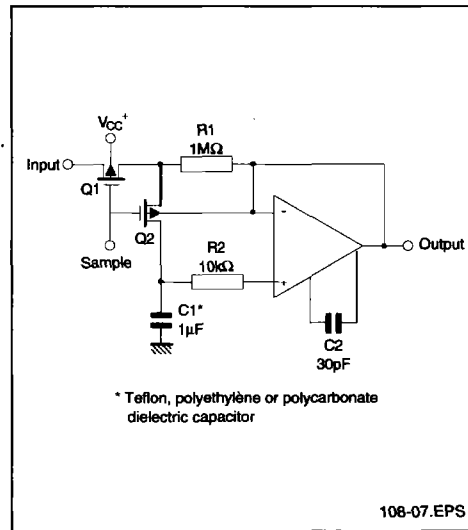 VCC+
R1
1MΩ
Input
Q1
-
Q2
R2
Output
Sample
10kΩ
+
C1*
1µF
C2
30pF
* Teflon, polyethylène or polycarbonate
dielectric capacitor
108-07.EPS